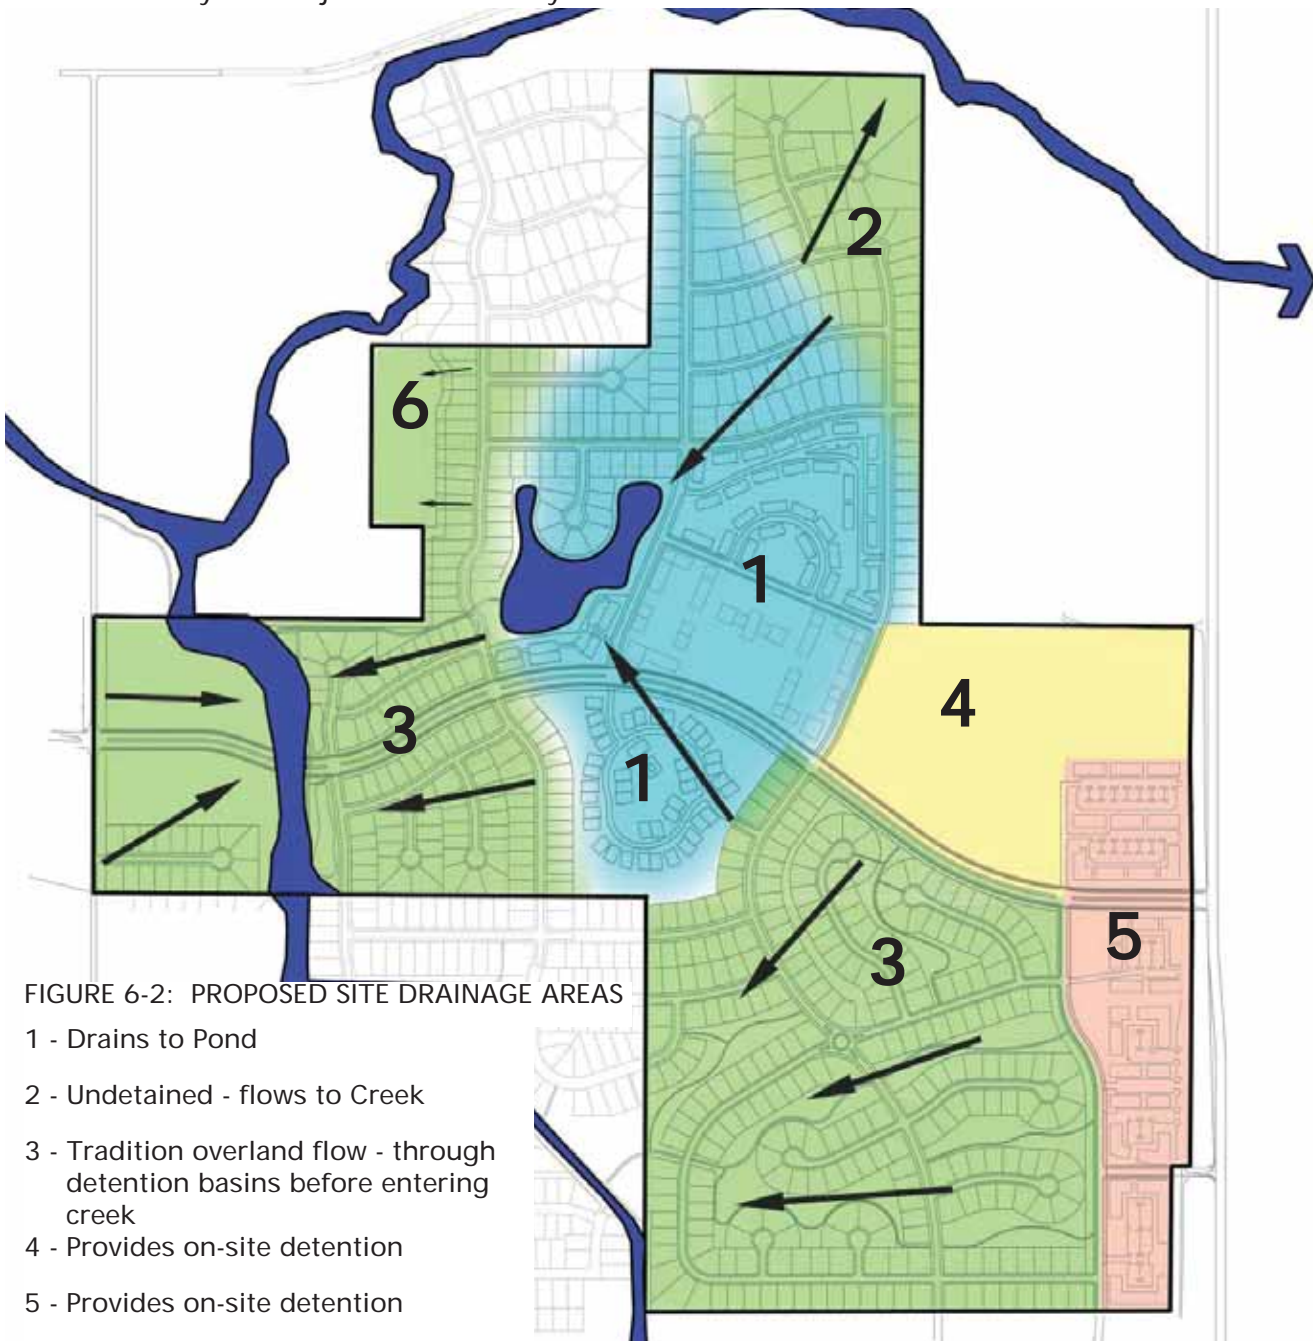 2
6
1
4
3
1
5
3
FIGURE 6-2: PROPOSED SITE DRAINAGE AREAS
1 - Drains to Pond
2 - Undetained - flows to Creek
3 - Tradition overland flow - through
detention basins before entering
creek
4 - Provides on-site detention
5 - Provides on-site detention